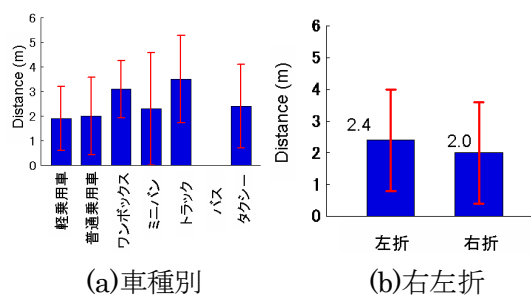 Distance (m)
6
5
4
3
2
1
0
軽乗用車
普通乗用車
ワンボックス
ミニバン
トラック
バス
タクシー
(a)車種別
Distance (m)
6
5
4
3
2
1
0
2.4
2.0
左折
右折
(b)右左折